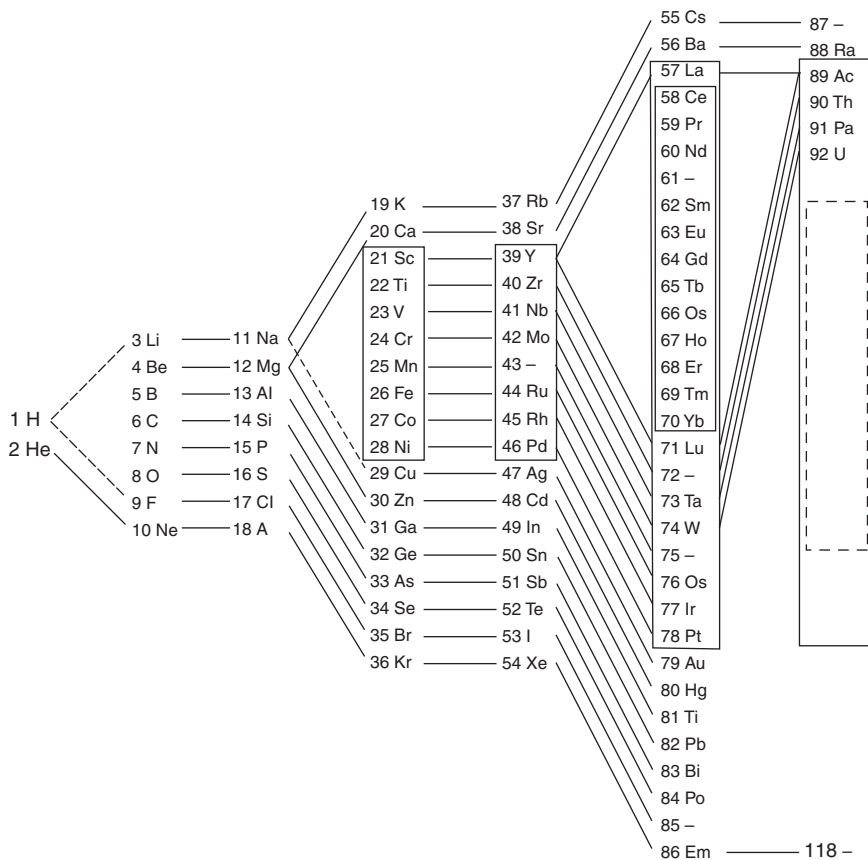 1 H
2 He
3 Li
4 Be
5 B
6 C
7 N
8 O
9 F
10 Ne
11 Na
12 Mg
13 Al
14 Si
15 P
16 S
17 Cl
18 A
19 K
20 Ca
21 Sc
22 Ti
23 V
24 Cr
25 Mn
26 Fe
27 Co
28 Ni
29 Cu
30 Zn
31 Ga
32 Ge
33 As
34 Se
35 Br
36 Kr
37 Rb
38 Sr
39 Y
40 Zr
41 Nb
42 Mo
43 –
44 Ru
45 Rh
46 Pd
47 Ag
48 Cd
49 In
50 Sn
51 Sb
52 Te
53 I
54 Xe
55 Cs
56 Ba
57 La
58 Ce
59 Pr
60 Nd
61 –
62 Sm
63 Eu
64 Gd
65 Tb
66 Os
67 Ho
68 Er
69 Tm
70 Yb
71 Lu
72 –
73 Ta
74 W
75 –
76 Os
77 Ir
78 Pt
79 Au
80 Hg
81 Ti
82 Pb
83 Bi
84 Po
85 –
86 Em
87 –
88 Ra
89 Ac
90 Th
91 Pa
92 U
118 –